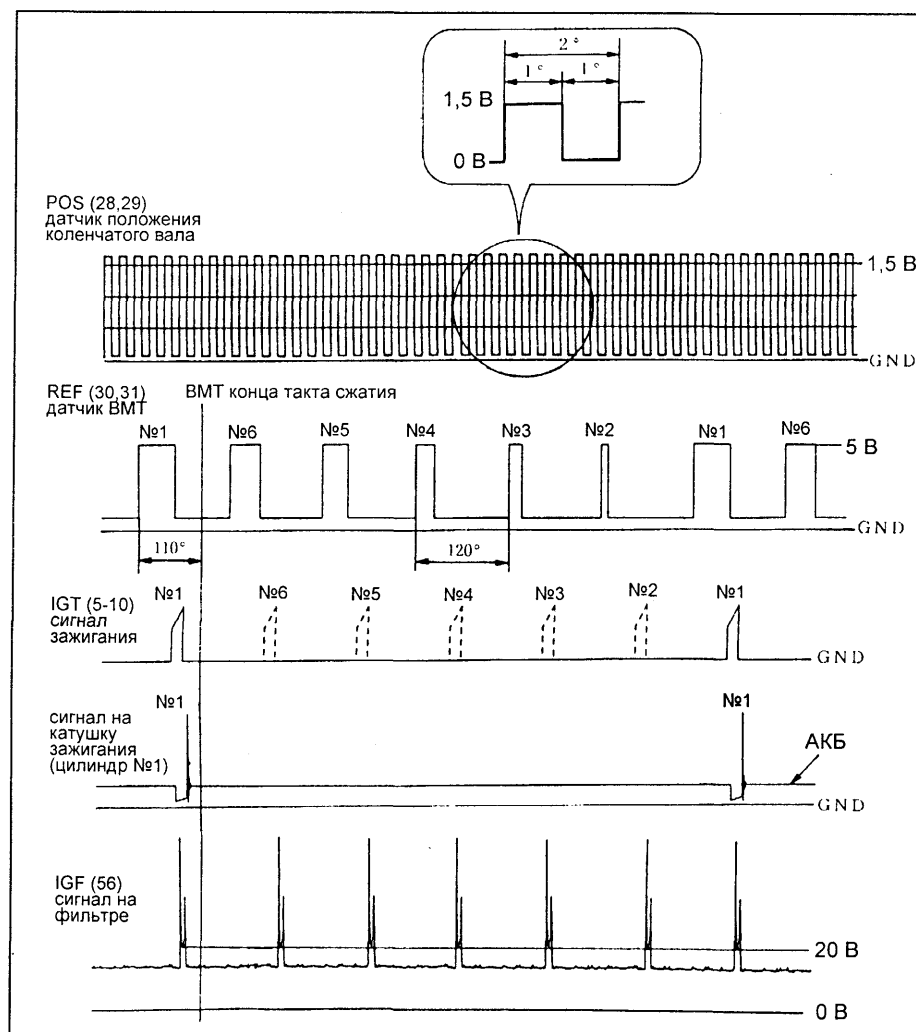 2°
1° 1°
1,5 В
0 В
POS (28,29)
датчик положения
коленчатого вала
1,5 В
GND
REF (30,31)
датчик ВМТ
ВМТ конца такта сжатия
№1 №6 №5 №4 №3 №2 №1 №6
5 В
GND
110° 120°
IGT (5-10)
сигнал
зажигания
№1 №6 №5 №4 №3 №2 №1
GND
сигнал на
катушку
зажигания
(цилиндр №1)
№1 №1
АКБ
GND
IGF (56)
сигнал на
фильтре
20 В
0 В